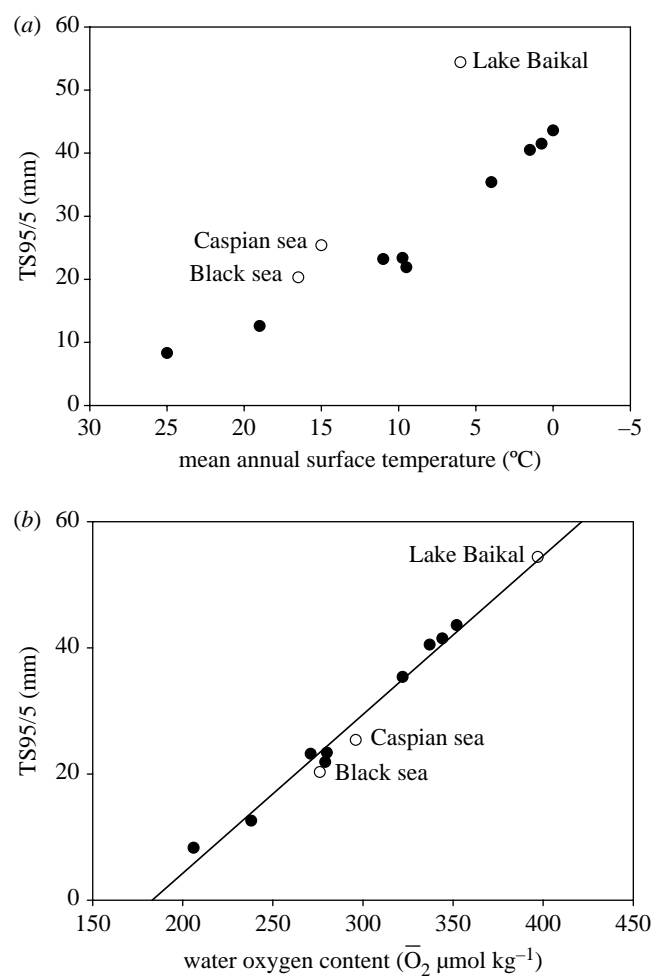 (a)
60
50
40
30
20
10
0
TS95/5 (mm)
Lake Baikal
Caspian sea
Black sea
30 25 20 15 10 5 0 –5
mean annual surface temperature (ºC)
(b)
60
40
20
0
TS95/5 (mm)
Lake Baikal
Caspian sea
Black sea
150 200 250 300 350 400 450
water oxygen content (O̅₂ µmol kg⁻¹)